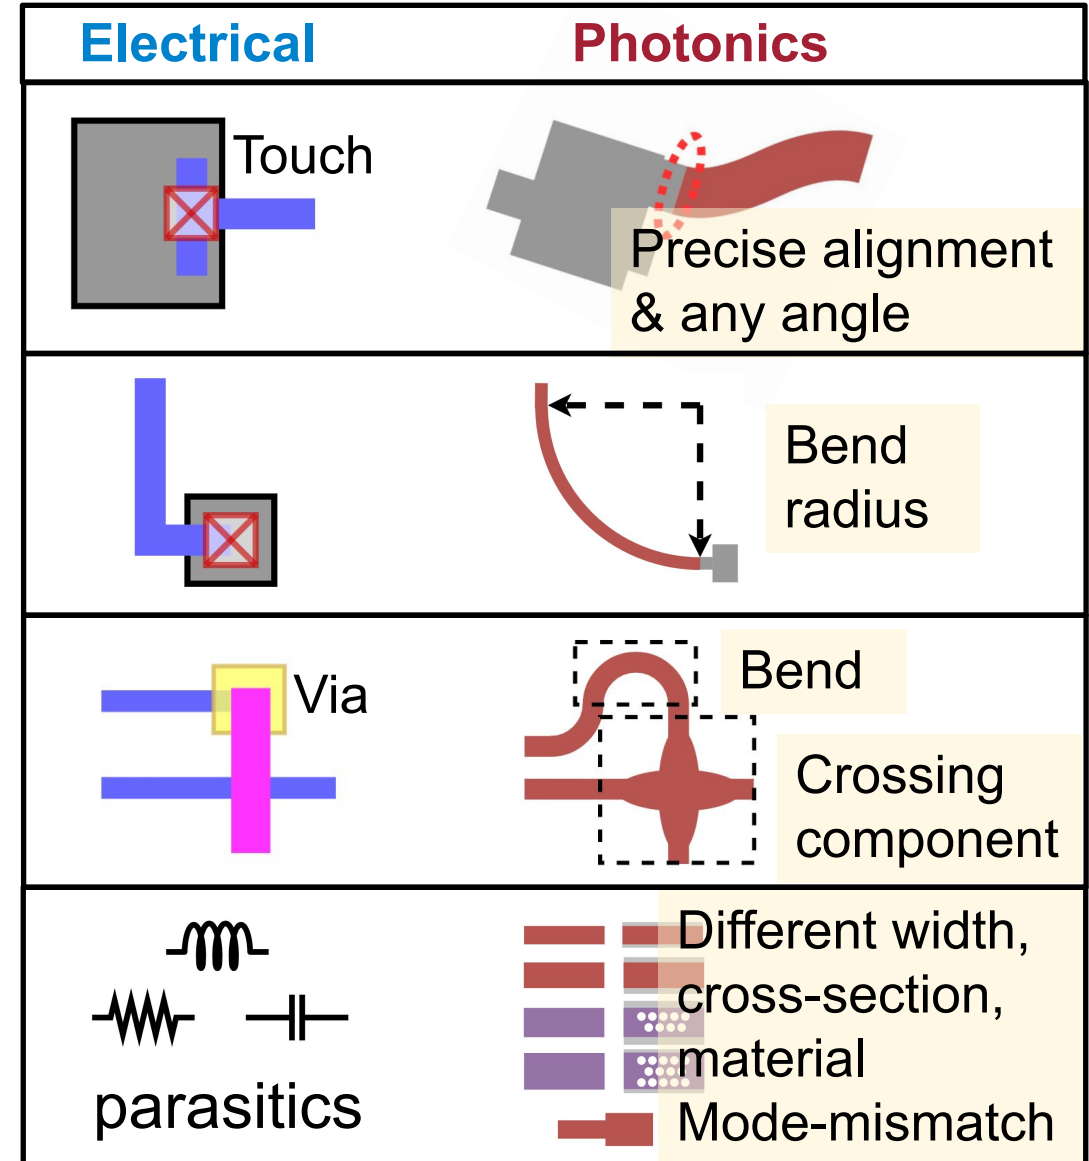 Electrical
Photonics
Touch
Precise alignment
& any angle
Bend
radius
Via
Bend
Crossing
component
parasitics
Different width,
cross-section,
material
Mode-mismatch